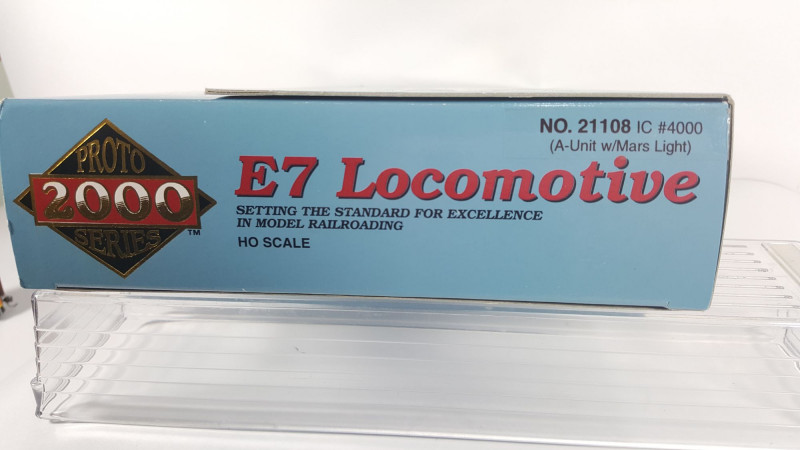 PROTO
2000
SERIES
TM
NO. 21108 IC #4000
(A-Unit w/Mars Light)
E7 Locomotive
SETTING THE STANDARD FOR EXCELLENCE
IN MODEL RAILROADING
HO SCALE